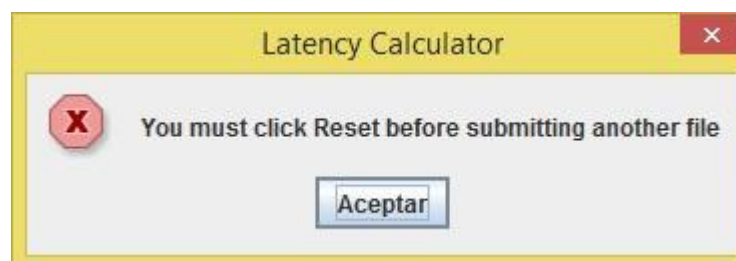 Latency Calculator
You must click Reset before submitting another file
Aceptar